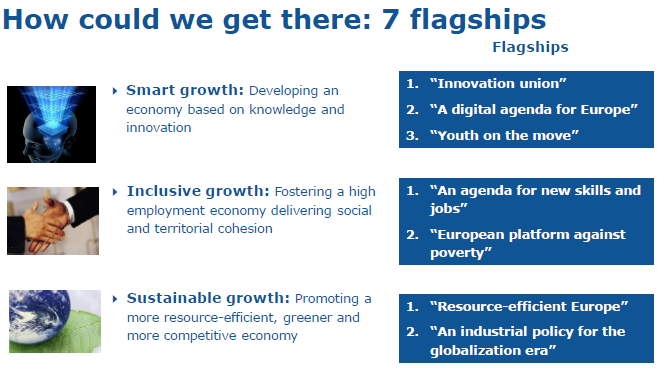 How could we get there: 7 flagships
Flagships
Smart growth: Developing an
economy based on knowledge and
innovation
1. “Innovation union”
2. “A digital agenda for Europe”
3. “Youth on the move”
Inclusive growth: Fostering a high
employment economy delivering social
and territorial cohesion
1. “An agenda for new skills and
jobs”
2. “European platform against
poverty”
Sustainable growth: Promoting a
more resource-efficient, greener and
more competitive economy
1. “Resource-efficient Europe”
2. “An industrial policy for the
globalization era”